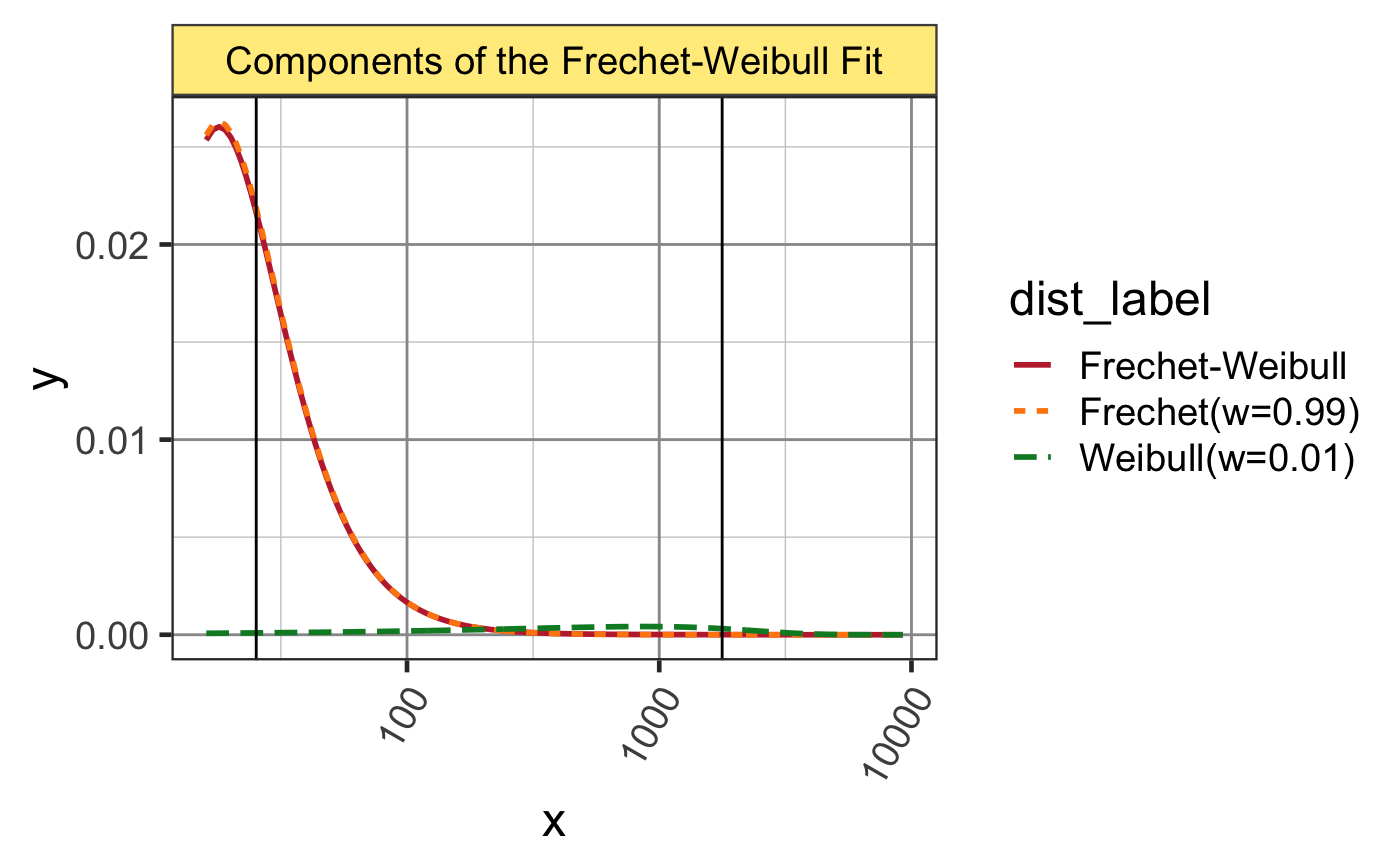 Components of the Frechet-Weibull Fit
y
0.02
0.01
0.00
100
1000
10000
x
dist_label
Frechet-Weibull
Frechet(w=0.99)
Weibull(w=0.01)